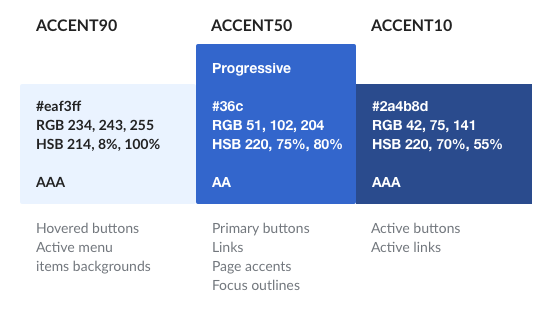 ACCENT90
#eaf3ff
RGB 234, 243, 255
HSB 214, 8%, 100%
AAA
Hovered buttons
Active menu
items backgrounds
ACCENT50
Progressive
#36c
RGB 51, 102, 204
HSB 220, 75%, 80%
AA
Primary buttons
Links
Page accents
Focus outlines
ACCENT10
#2a4b8d
RGB 42, 75, 141
HSB 220, 70%, 55%
AAA
Active buttons
Active links